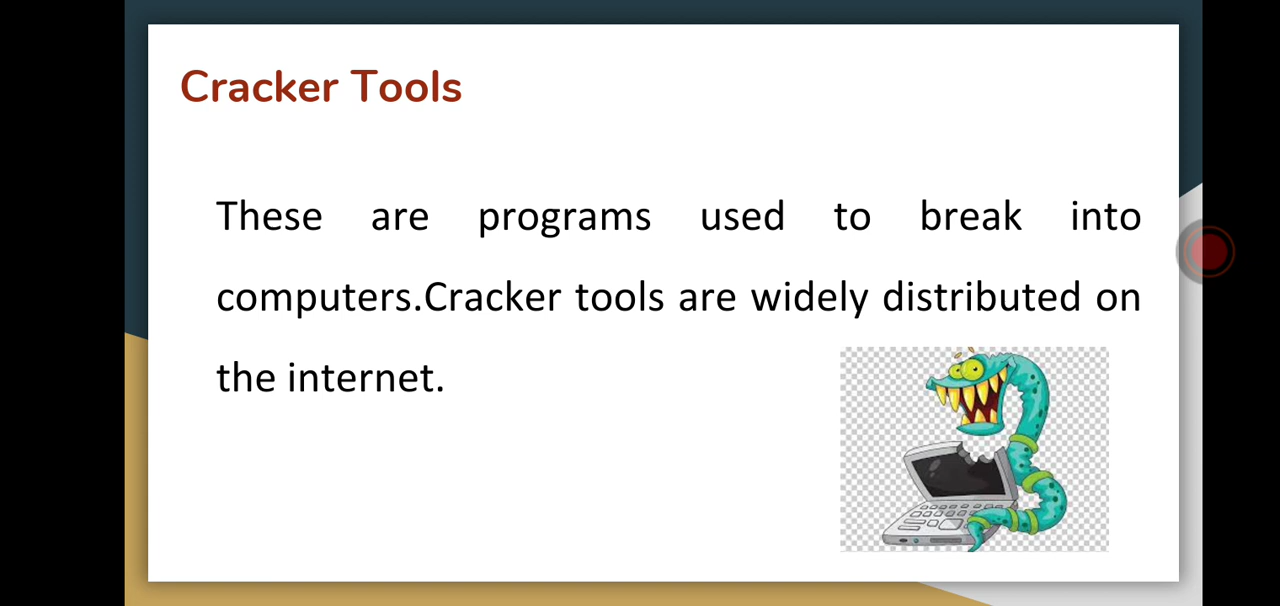 Cracker Tools
These are programs used to break into
computers.Cracker tools are widely distributed on
the internet.